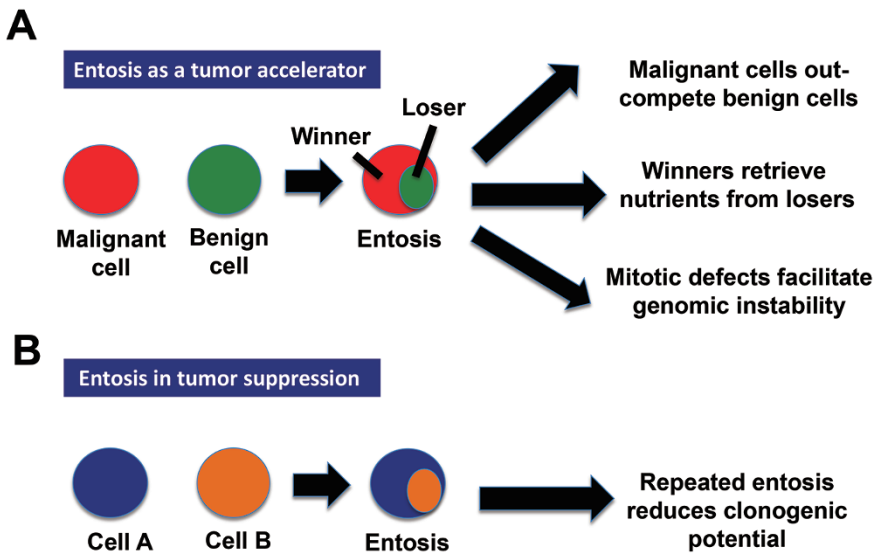 A
Entosis as a tumor accelerator
Malignant cells out-
compete benign cells
Loser
Winner
Winners retrieve
nutrients from losers
Malignant
cell
Benign
cell
Entosis
Mitotic defects facilitate
genomic instability
B
Entosis in tumor suppression
Cell A
Cell B
Entosis
Repeated entosis
reduces clonogenic
potential